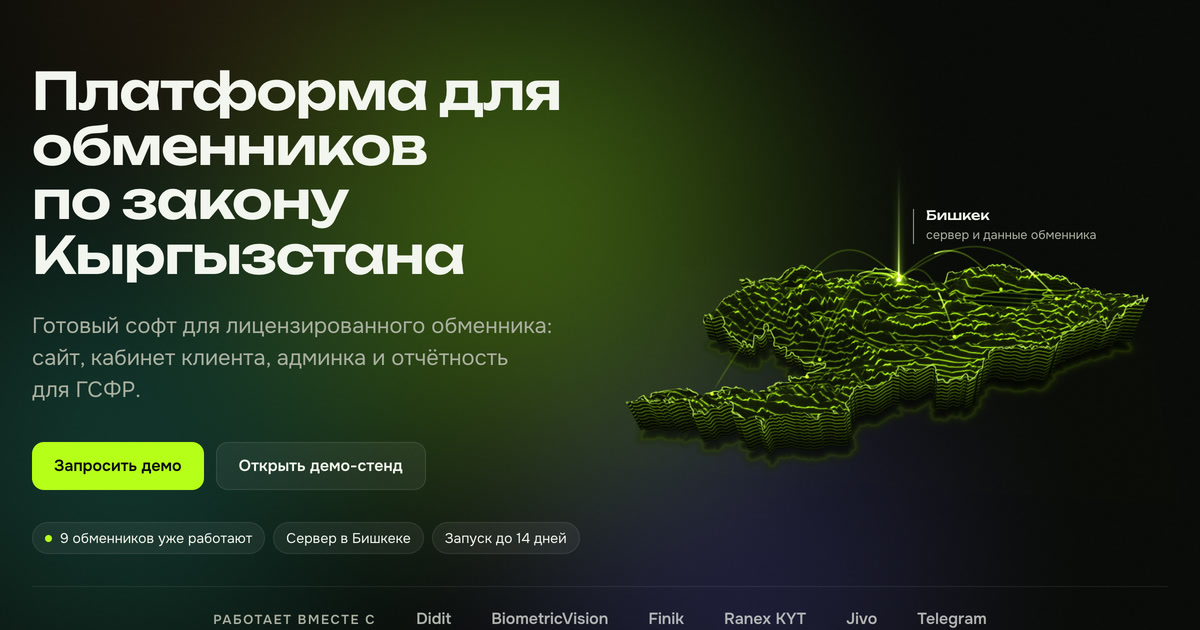 Платформа для
обменников
по закону
Кыргызстана
Готовый софт для лицензированного обменника:
сайт, кабинет клиента, админка и отчётность
для ГСФР.
Запросить демо
Открыть демо-стенд
9 обменников уже работают
Сервер в Бишкеке
Запуск до 14 дней
Бишкек
сервер и данные обменника
РАБОТАЕТ ВМЕСТЕ С
Didit
BiometricVision
Finik
Ranex KYT
Jivo
Telegram